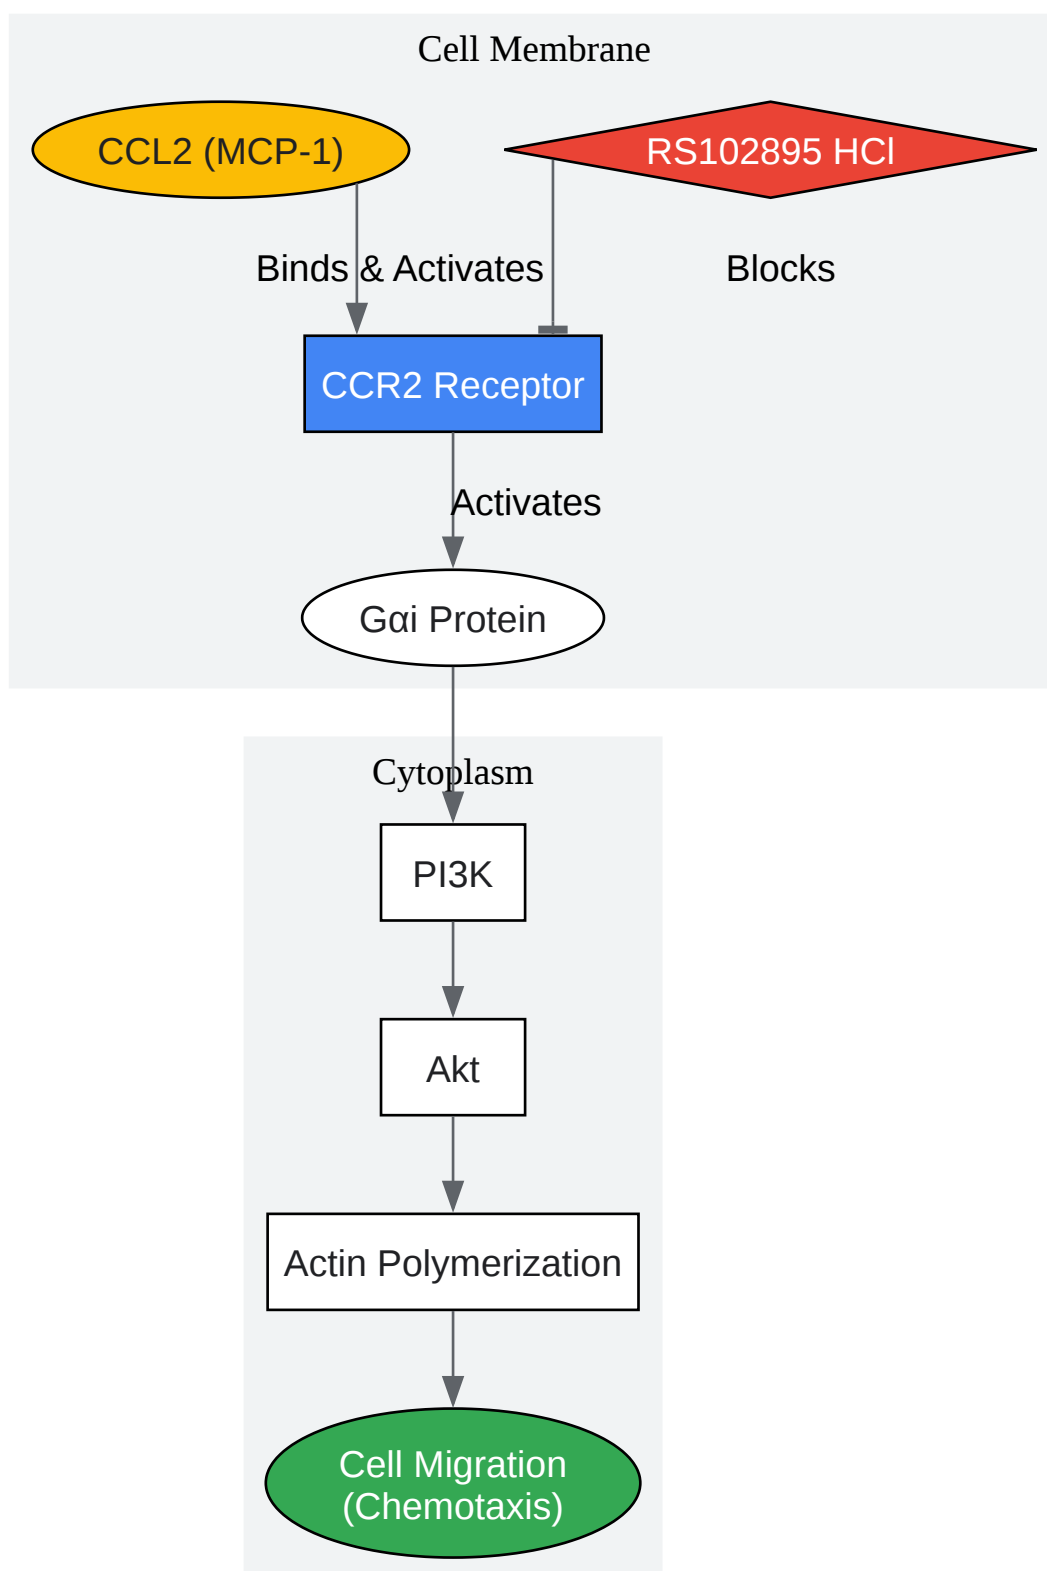 Cell Membrane
CCL2 (MCP-1)
RS102895 HCl
Binds & Activates
Blocks
CCR2 Receptor
Activates
Gαi Protein
Cytoplasm
PI3K
Akt
Actin Polymerization
Cell Migration
(Chemotaxis)